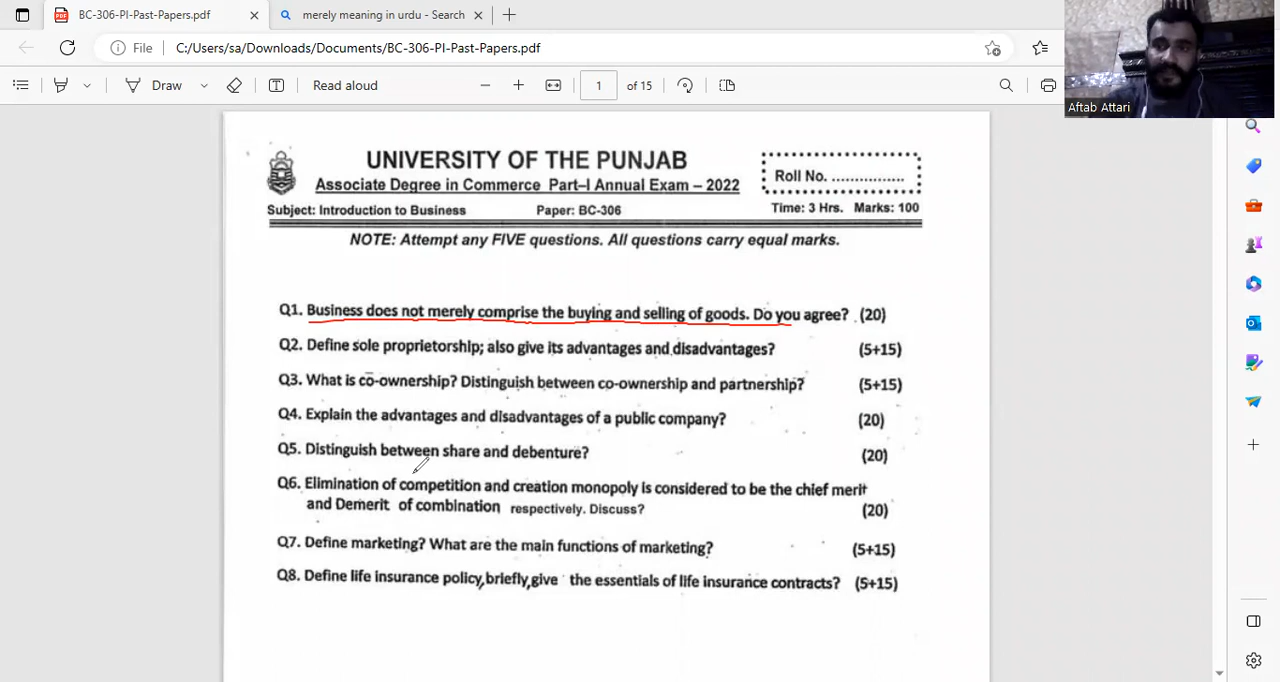 BC-306-PI-Past-Papers.pdf
merely meaning in urdu - Search
File
C:/Users/sa/Downloads/Documents/BC-306-PI-Past-Papers.pdf
Draw
Read aloud
1 of 15
Aftab Attari
UNIVERSITY OF THE PUNJAB
Associate Degree in Commerce Part-I Annual Exam – 2022
Roll No. ................
Subject: Introduction to Business Paper: BC-306 Time: 3 Hrs. Marks: 100
NOTE: Attempt any FIVE questions. All questions carry equal marks.
Q1. Business does not merely comprise the buying and selling of goods. Do you agree? (20)
Q2. Define sole proprietorship; also give its advantages and disadvantages? (5+15)
Q3. What is co-ownership? Distinguish between co-ownership and partnership? (5+15)
Q4. Explain the advantages and disadvantages of a public company? (20)
Q5. Distinguish between share and debenture? (20)
Q6. Elimination of competition and creation monopoly is considered to be the chief merit
and Demerit of combination respectively. Discuss? (20)
Q7. Define marketing? What are the main functions of marketing? (5+15)
Q8. Define life insurance policy,briefly,give the essentials of life insurance contracts? (5+15)